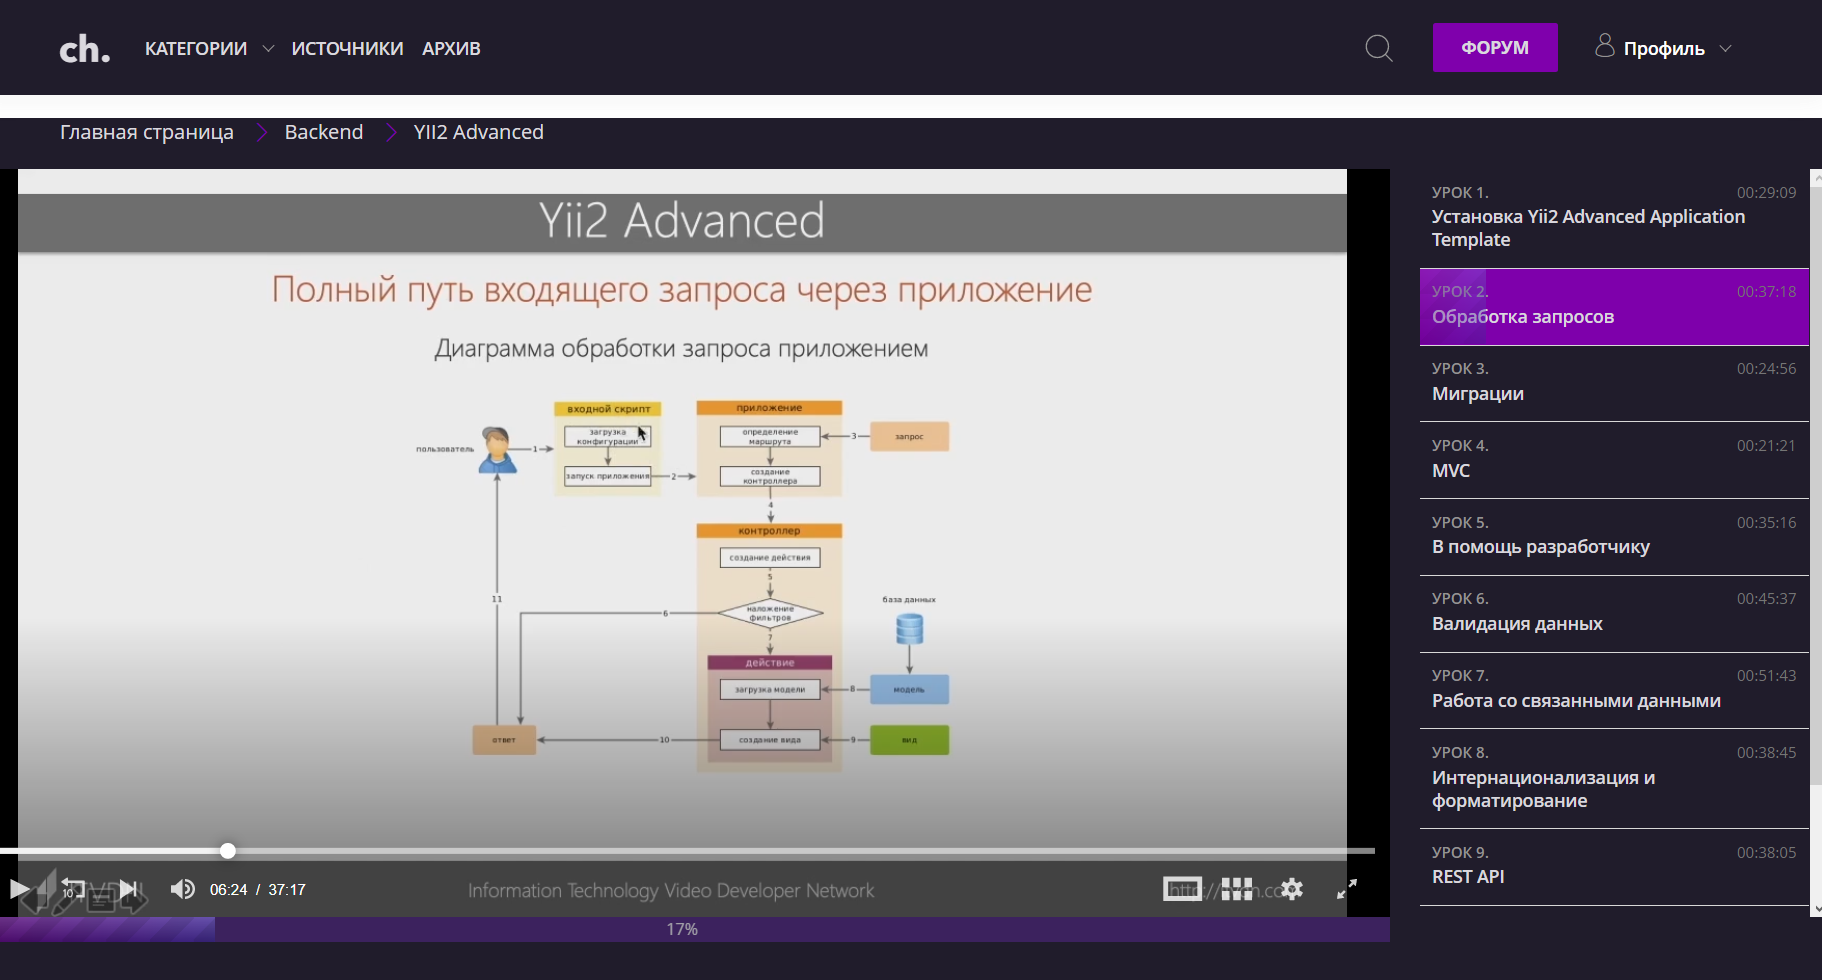 ch.
КАТЕГОРИИ
ИСТОЧНИКИ
АРХИВ
ФОРУМ
Профиль
Главная страница
Backend
YII2 Advanced
Yii2 Advanced
Полный путь входящего запроса через приложение
Диаграмма обработки запроса приложением
входной скрипт
приложение
загрузка
конфигурации
определение
маршрута
3
запрос
пользователь
1
запуск приложения
2
создание
контроллера
4
контроллер
создание действия
5
11
база данных
6
наложение
фильтров
7
действие
загрузка модели
8
модель
ответ
10
создание вида
9
вид
06:24 / 37:17
Information Technology Video Developer Network
17%
УРОК 1.
00:29:09
Установка Yii2 Advanced Application
Template
УРОК 2.
00:37:18
Обработка запросов
УРОК 3.
00:24:56
Миграции
УРОК 4.
00:21:21
MVC
УРОК 5.
00:35:16
В помощь разработчику
УРОК 6.
00:45:37
Валидация данных
УРОК 7.
00:51:43
Работа со связанными данными
УРОК 8.
00:38:45
Интернационализация и
форматирование
УРОК 9.
00:38:05
REST API